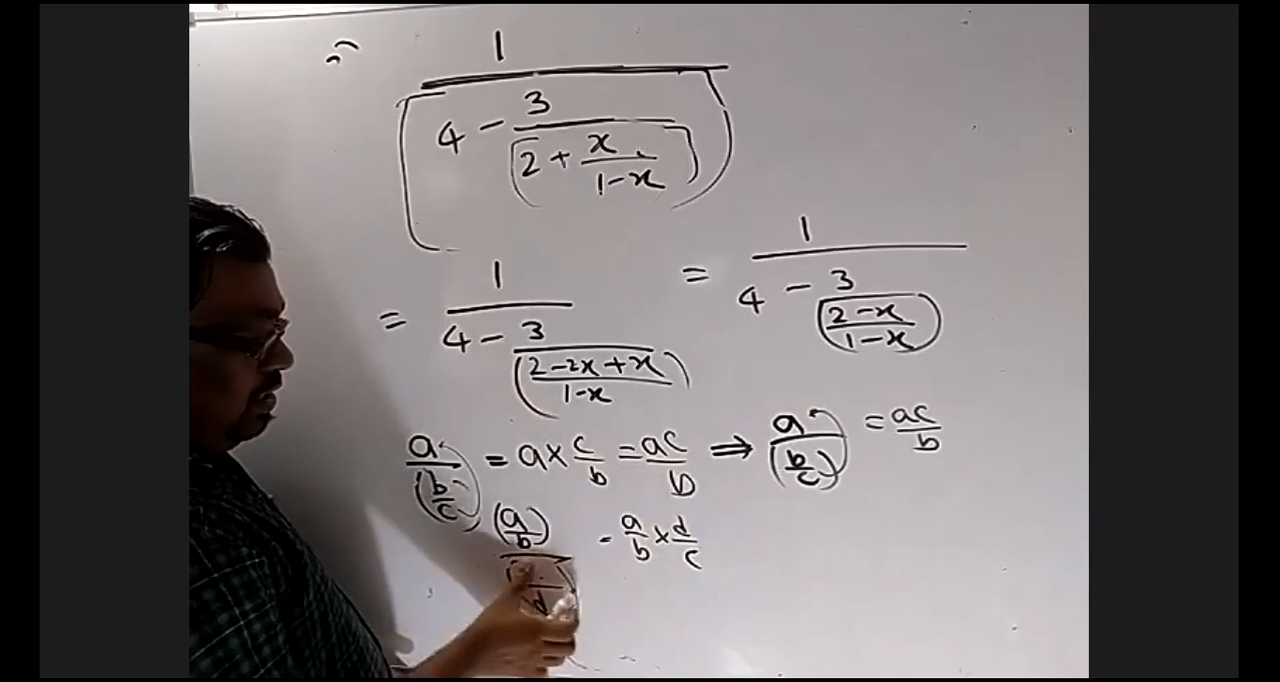 = 1 / (4 - 3 / (2 + x / (1-x)))
= 1 / (4 - 3 / ((2-2x+x) / (1-x))) = 1 / (4 - 3 / ((2-x) / (1-x)))
a / (b/c) = a × c/b = ac/b ⇒ a / (b/c) = ac/b
(a/b) / ( /d) = a/b × d/c